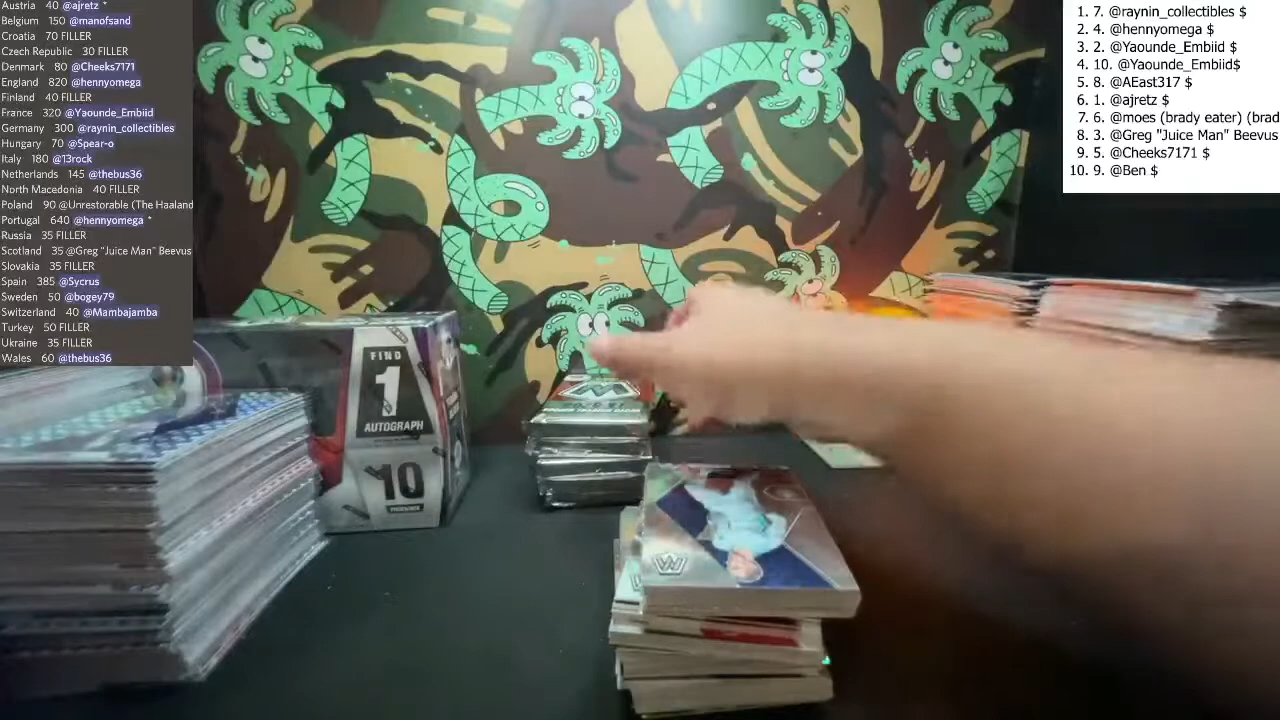 Austria 40 @ajretz *
Belgium 150 @manofsand
Croatia 70 FILLER
Czech Republic 30 FILLER
Denmark 80 @Cheeks7171
England 820 @hennyomega
Finland 40 FILLER
France 320 @Yaounde_Embiid
Germany 300 @raynin_collectibles
Hungary 70 @Spear-o
Italy 180 @13rock
Netherlands 145 @thebus36
North Macedonia 40 FILLER
Poland 90 @Unrestorable (The Haaland
Portugal 640 @hennyomega *
Russia 35 FILLER
Scotland 35 @Greg "Juice Man" Beevus
Slovakia 35 FILLER
Spain 385 @Sycrus
Sweden 50 @bogey79
Switzerland 40 @Mambajamba
Turkey 50 FILLER
Ukraine 35 FILLER
Wales 60 @thebus36
1. 7. @raynin_collectibles $
2. 4. @hennyomega $
3. 2. @Yaounde_Embiid $
4. 10. @Yaounde_Embiid$
5. 8. @AEast317 $
6. 1. @ajretz $
7. 6. @moes (brady eater) (brad
8. 3. @Greg "Juice Man" Beevus
9. 5. @Cheeks7171 $
10. 9. @Ben $
FIND
1
AUTOGRAPH
10